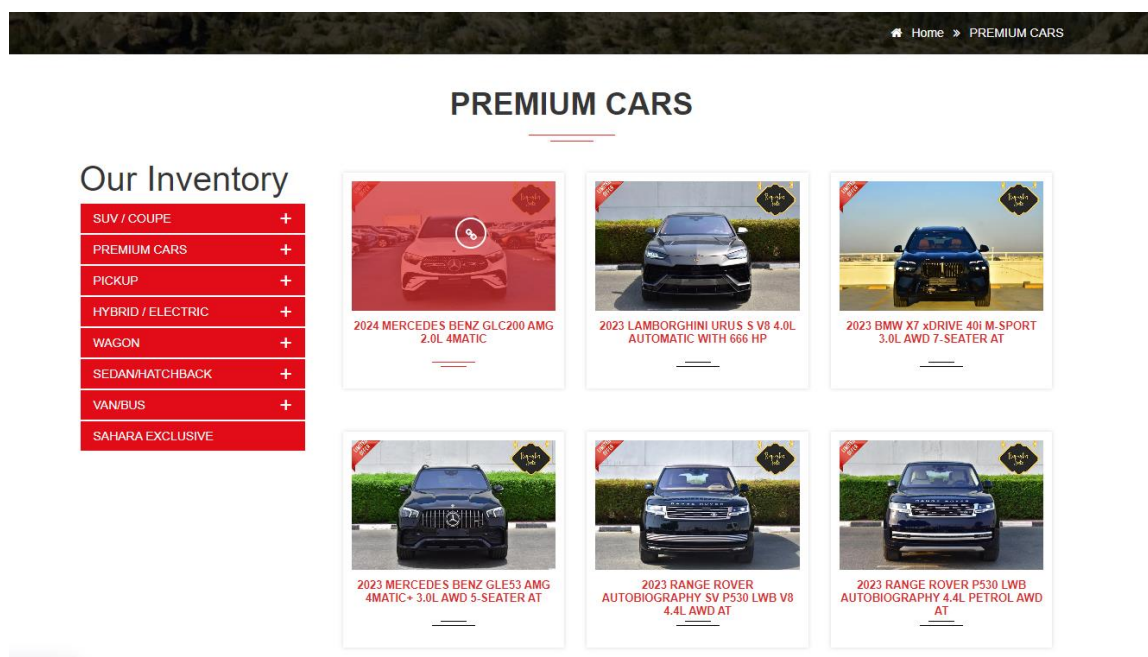 Home » PREMIUM CARS
PREMIUM CARS
Our Inventory
SUV / COUPE +
PREMIUM CARS +
PICKUP +
HYBRID / ELECTRIC +
WAGON +
SEDAN/HATCHBACK +
VAN/BUS +
SAHARA EXCLUSIVE
2024 MERCEDES BENZ GLC200 AMG
2.0L 4MATIC
2023 LAMBORGHINI URUS S V8 4.0L
AUTOMATIC WITH 666 HP
2023 BMW X7 xDRIVE 40i M-SPORT
3.0L AWD 7-SEATER AT
2023 MERCEDES BENZ GLE53 AMG
4MATIC+ 3.0L AWD 5-SEATER AT
2023 RANGE ROVER
AUTOBIOGRAPHY SV P530 LWB V8
4.4L AWD AT
2023 RANGE ROVER P530 LWB
AUTOBIOGRAPHY 4.4L PETROL AWD
AT